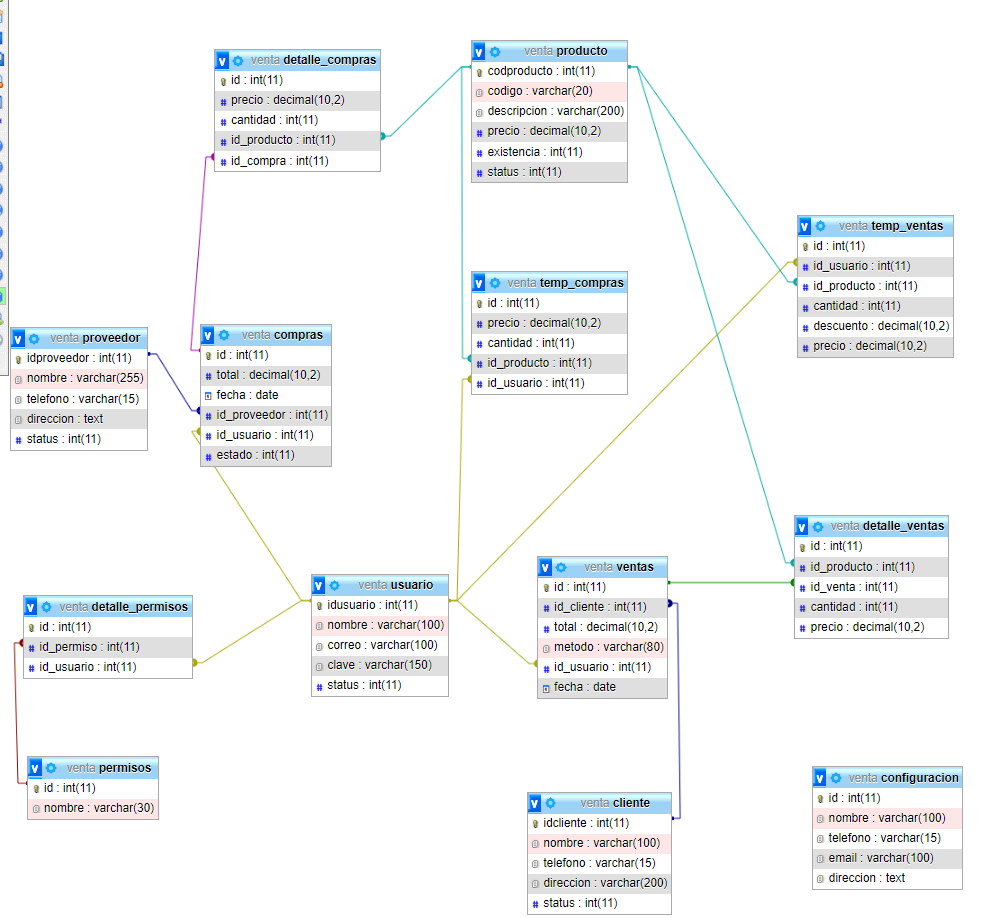 venta detalle_compras
id : int(11)
precio : decimal(10,2)
cantidad : int(11)
id_producto : int(11)
id_compra : int(11)
venta producto
codproducto : int(11)
codigo : varchar(20)
descripcion : varchar(200)
precio : decimal(10,2)
existencia : int(11)
status : int(11)
venta temp_ventas
id : int(11)
id_usuario : int(11)
id_producto : int(11)
cantidad : int(11)
descuento : decimal(10,2)
precio : decimal(10,2)
venta temp_compras
id : int(11)
precio : decimal(10,2)
cantidad : int(11)
id_producto : int(11)
id_usuario : int(11)
venta proveedor
idproveedor : int(11)
nombre : varchar(255)
telefono : varchar(15)
direccion : text
status : int(11)
venta compras
id : int(11)
total : decimal(10,2)
fecha : date
id_proveedor : int(11)
id_usuario : int(11)
estado : int(11)
venta detalle_ventas
id : int(11)
id_producto : int(11)
id_venta : int(11)
cantidad : int(11)
precio : decimal(10,2)
venta detalle_permisos
id : int(11)
id_permiso : int(11)
id_usuario : int(11)
venta usuario
idusuario : int(11)
nombre : varchar(100)
correo : varchar(100)
clave : varchar(150)
status : int(11)
venta ventas
id : int(11)
id_cliente : int(11)
total : decimal(10,2)
metodo : varchar(80)
id_usuario : int(11)
fecha : date
venta permisos
id : int(11)
nombre : varchar(30)
venta cliente
idcliente : int(11)
nombre : varchar(100)
telefono : varchar(15)
direccion : varchar(200)
status : int(11)
venta configuracion
id : int(11)
nombre : varchar(100)
telefono : varchar(15)
email : varchar(100)
direccion : text